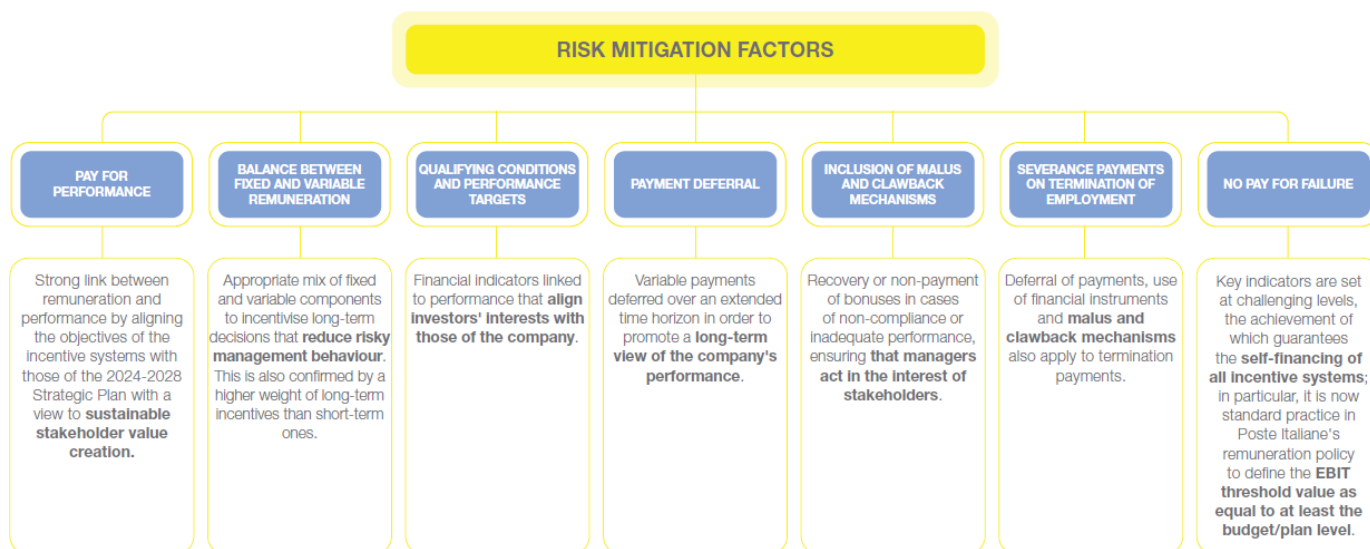 RISK MITIGATION FACTORS
PAY FOR
PERFORMANCE
Strong link between
remuneration and
performance by aligning
the objectives of the
incentive systems with
those of the 2024-2028
Strategic Plan with a
view to sustainable
stakeholder value
creation.
BALANCE BETWEEN
FIXED AND VARIABLE
REMUNERATION
Appropriate mix of fixed
and variable components
to incentivise long-term
decisions that reduce risky
management behaviour.
This is also confirmed by a
higher weight of long-term
incentives than short-term
ones.
QUALIFYING CONDITIONS
AND PERFORMANCE
TARGETS
Financial indicators linked
to performance that align
investors' interests with
those of the company.
PAYMENT DEFERRAL
Variable payments
deferred over an extended
time horizon in order to
promote a long-term
view of the company's
performance.
INCLUSION OF MALUS
AND CLAWBACK
MECHANISMS
Recovery or non-payment
of bonuses in cases
of non-compliance or
inadequate performance,
ensuring that managers
act in the interest of
stakeholders.
SEVERANCE PAYMENTS
ON TERMINATION OF
EMPLOYMENT
Deferral of payments, use
of financial instruments
and malus and
clawback mechanisms
also apply to termination
payments.
NO PAY FOR FAILURE
Key indicators are set
at challenging levels,
the achievement of
which guarantees
the self-financing of
all incentive systems;
in particular, it is now
standard practice in
Poste Italiane's
remuneration policy
to define the EBIT
threshold value as
equal to at least the
budget/plan level.